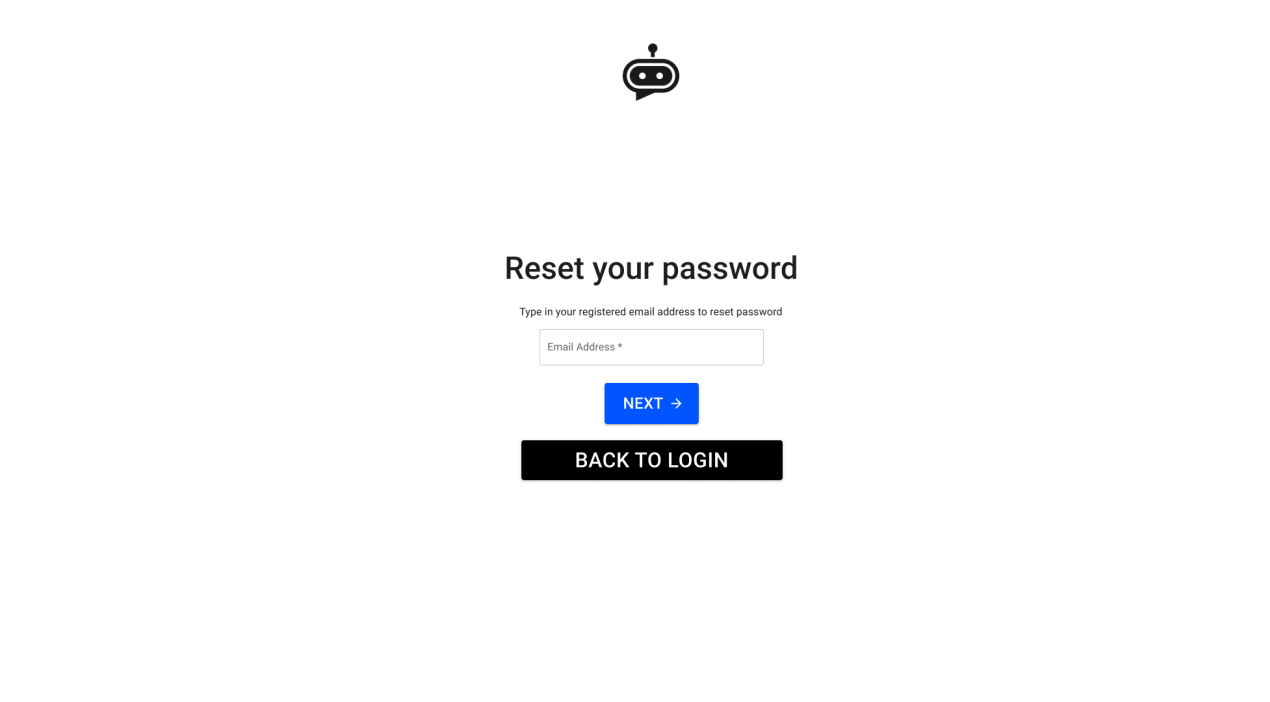 Reset your password
Type in your registered email address to reset password
Email Address *
NEXT →
BACK TO LOGIN